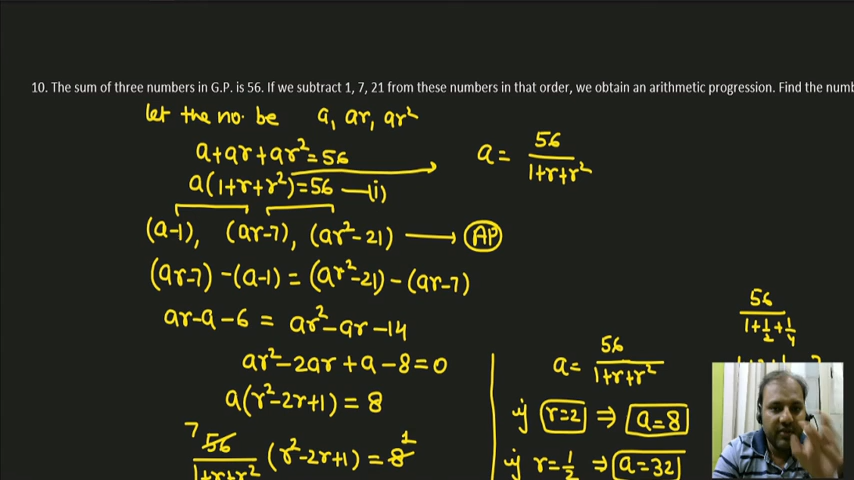 10. The sum of three numbers in G.P. is 56. If we subtract 1, 7, 21 from these numbers in that order, we obtain an arithmetic progression. Find the numb
let the no. be a, ar, ar²
a+ar+ar²=56
a(1+r+r²)=56 —(i)
a= 56/(1+r+r²)
(a-1), (ar-7), (ar²-21) → AP
(ar-7)-(a-1) = (ar²-21)-(ar-7)
ar-a-6 = ar²-ar-14
ar²-2ar+a-8=0
a(r²-2r+1) = 8
7 56/(1+r+r²) (r²-2r+1) = 8 1
a= 56/(1+r+r²)
ij r=2 ⇒ a=8
ij r=1/2 ⇒ a=32
56/(1+1/2+1/4)